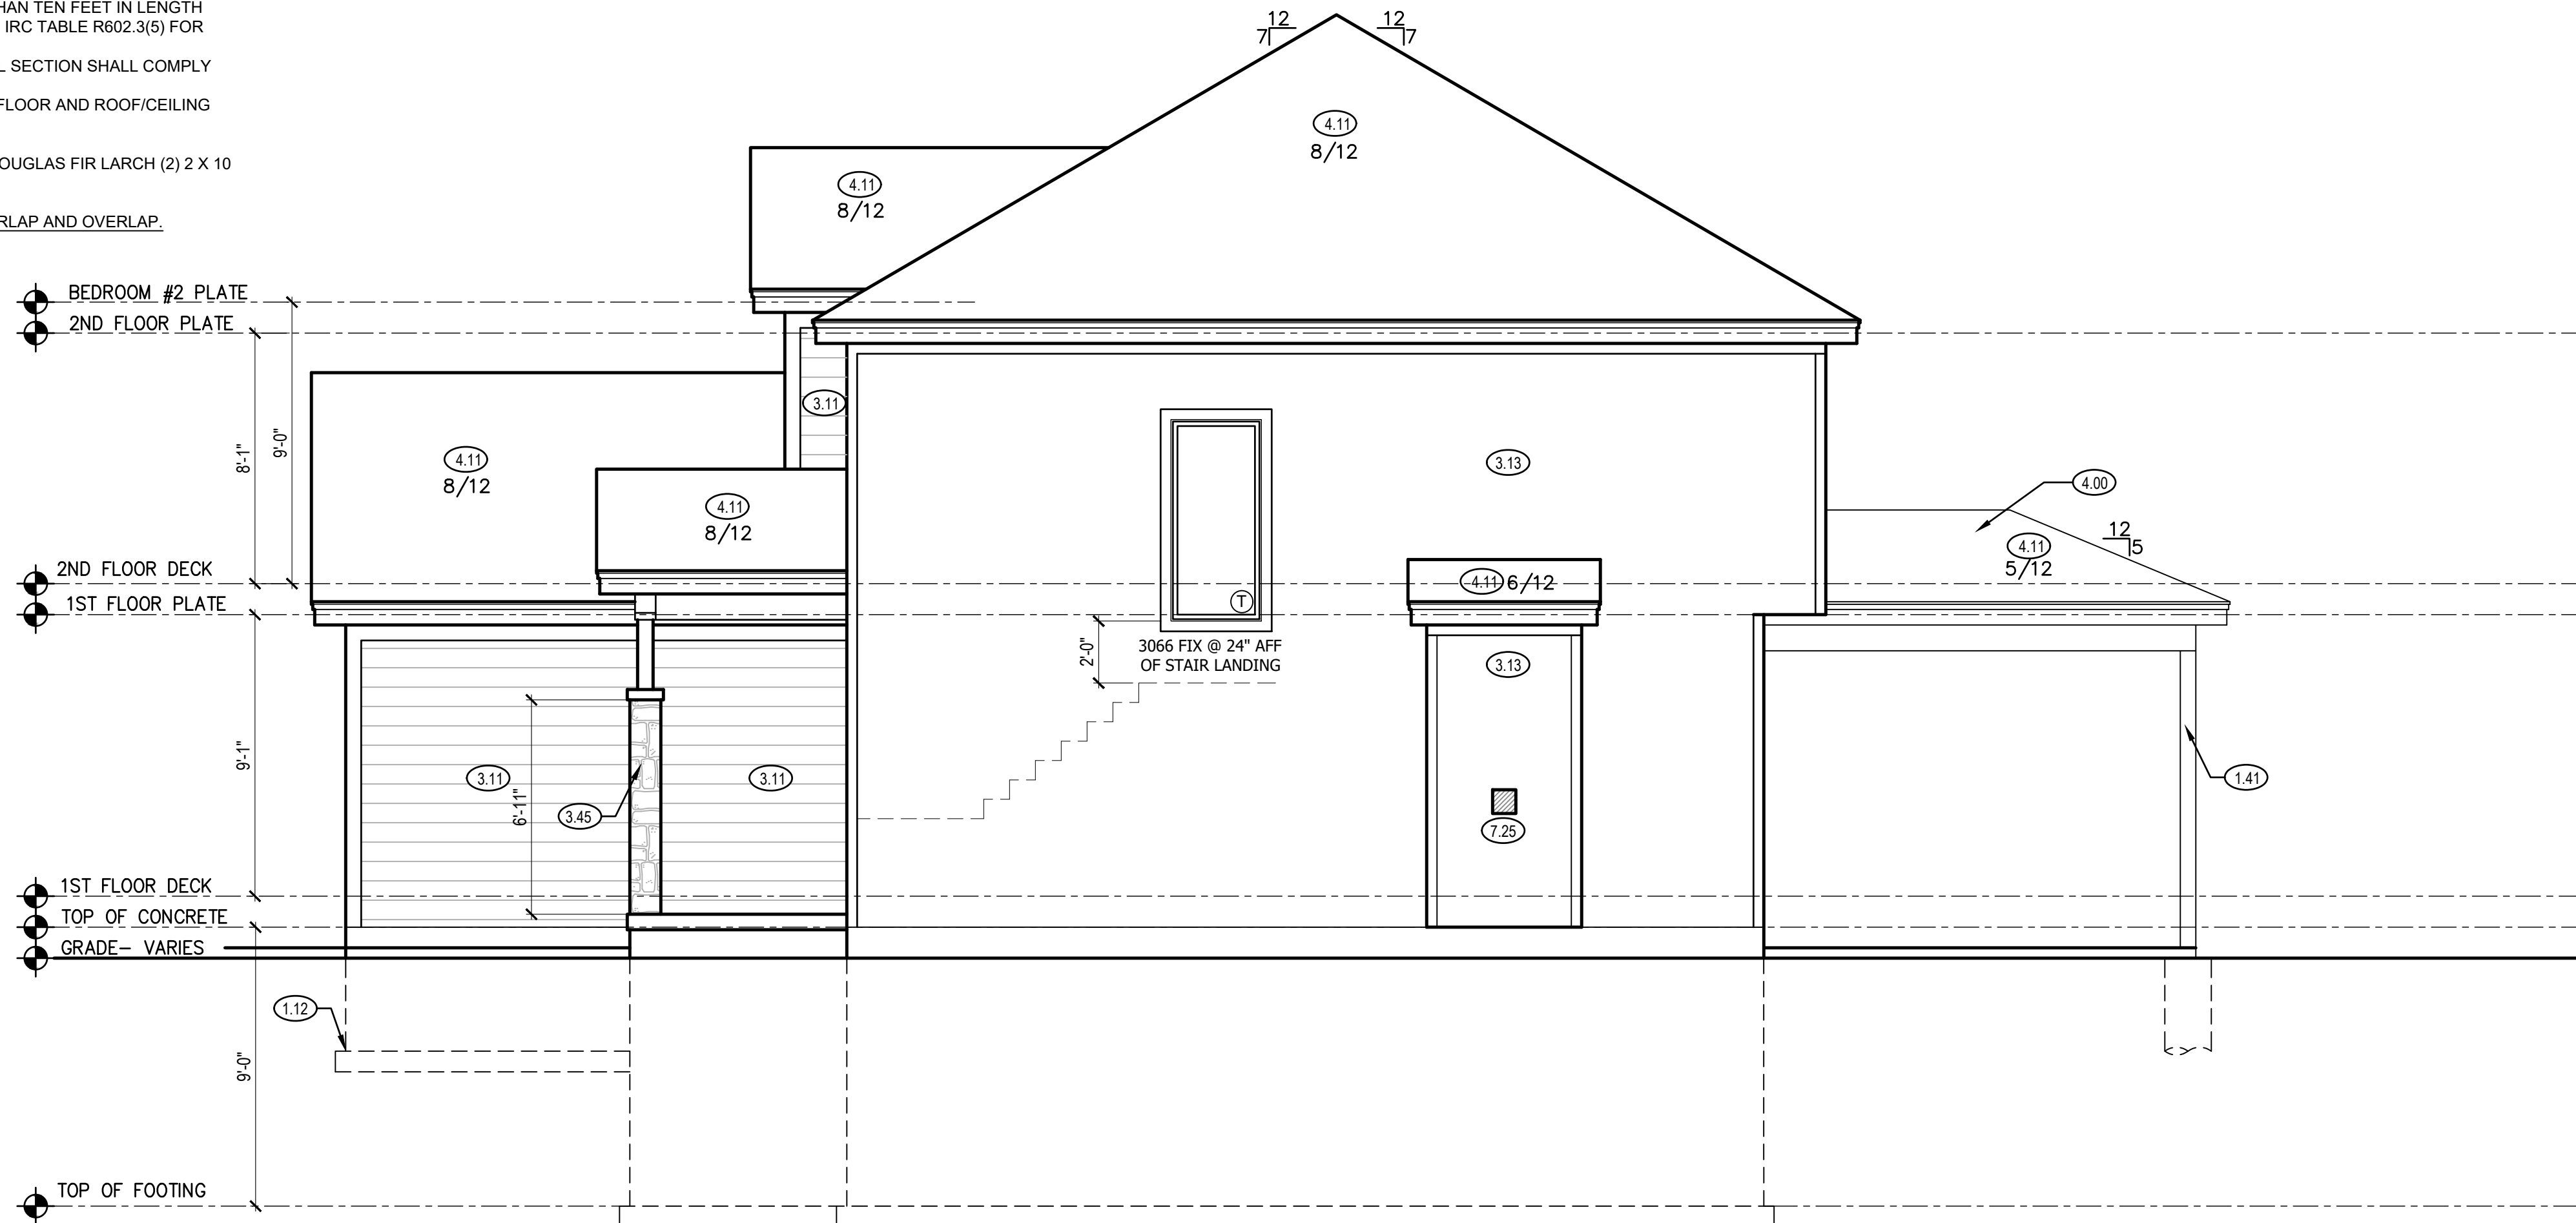 HAN TEN FEET IN LENGTH
IRC TABLE R602.3(5) FOR
L SECTION SHALL COMPLY
FLOOR AND ROOF/CEILING
OUGLAS FIR LARCH (2) 2 X 10
RLAP AND OVERLAP.
12
7
12
7
4.11
8/12
4.11
8/12
BEDROOM #2 PLATE
2ND FLOOR PLATE
3.11
8'-1"
9'-0"
4.11
8/12
4.11
8/12
3.13
4.00
12
5
4.11
5/12
2ND FLOOR DECK
4.11 6/12
1ST FLOOR PLATE
T
2'-0"
3066 FIX @ 24" AFF
OF STAIR LANDING
3.13
9'-1"
3.11
6'-11"
3.45
3.11
7.25
1.41
1ST FLOOR DECK
TOP OF CONCRETE
GRADE- VARIES
1.12
9'-0"
TOP OF FOOTING